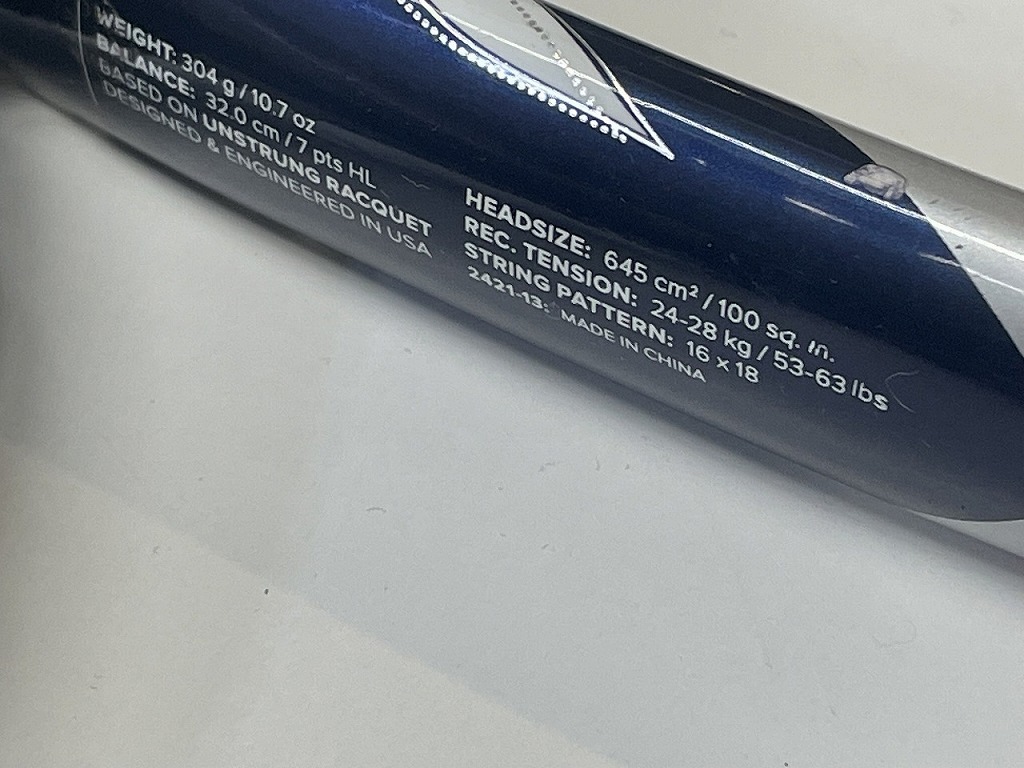 WEIGHT: 304 g / 10.7 oz
BALANCE: 32.0 cm / 7 pts HL
BASED ON UNSTRUNG RACQUET
DESIGNED & ENGINEERED IN USA
HEADSIZE: 645 cm² / 100 sq. in.
REC. TENSION: 24-28 kg / 53-63 lbs
STRING PATTERN: 16 x 18
2421-13: MADE IN CHINA